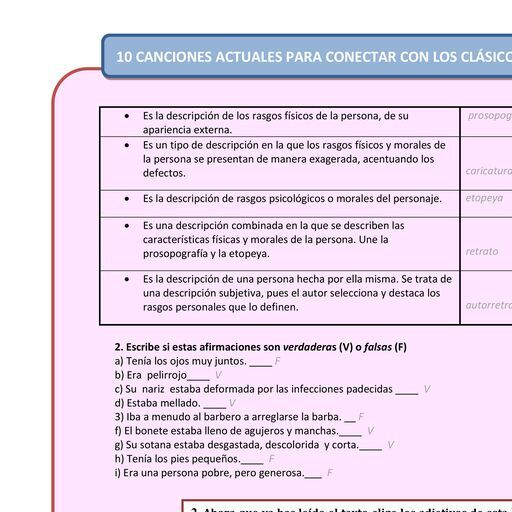 10 CANCIONES ACTUALES PARA CONECTAR CON LOS CLÁSICO
• Es la descripción de los rasgos físicos de la persona, de su
apariencia externa.
prosopog
• Es un tipo de descripción en la que los rasgos físicos y morales de
la persona se presentan de manera exagerada, acentuando los
defectos.
caricatura
• Es la descripción de rasgos psicológicos o morales del personaje.
etopeya
• Es una descripción combinada en la que se describen las
características físicas y morales de la persona. Une la
prosopografía y la etopeya.
retrato
• Es la descripción de una persona hecha por ella misma. Se trata de
una descripción subjetiva, pues el autor selecciona y destaca los
rasgos personales que lo definen.
autorretra
2. Escribe si estas afirmaciones son verdaderas (V) o falsas (F)
a) Tenía los ojos muy juntos. ____ F
b) Era pelirrojo____ V
c) Su nariz estaba deformada por las infecciones padecidas ____ V
d) Estaba mellado. ____ V
3) Iba a menudo al barbero a arreglarse la barba. __ F
f) El bonete estaba lleno de agujeros y manchas.____ V
g) Su sotana estaba desgastada, descolorida y corta.____ V
h) Tenía los pies pequeños.____ F
i) Era una persona pobre, pero generosa.___ F